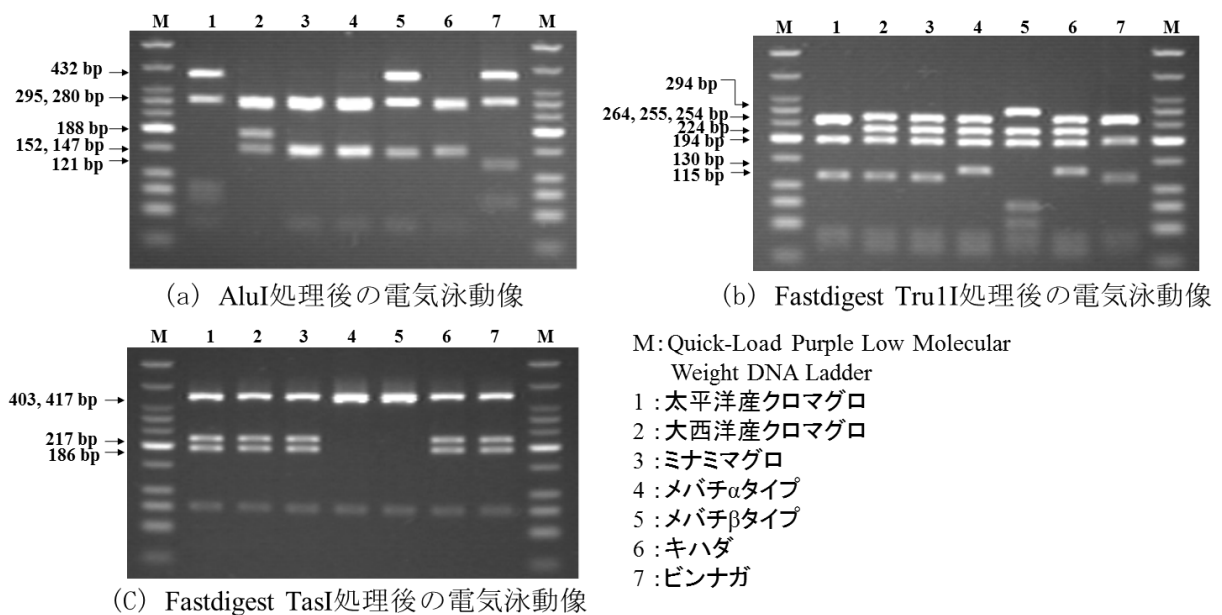 M 1 2 3 4 5 6 7 M
432 bp
295, 280 bp
188 bp
152, 147 bp
121 bp
(a) AluI処理後の電気泳動像
M 1 2 3 4 5 6 7 M
294 bp
264, 255, 254 bp
224 bp
194 bp
130 bp
115 bp
(b) Fastdigest Tru1I処理後の電気泳動像
M 1 2 3 4 5 6 7 M
403, 417 bp
217 bp
186 bp
(C) Fastdigest TasI処理後の電気泳動像
M:Quick-Load Purple Low Molecular
Weight DNA Ladder
1:太平洋産クロマグロ
2:大西洋産クロマグロ
3:ミナミマグロ
4:メバチαタイプ
5:メバチβタイプ
6:キハダ
7:ビンナガ